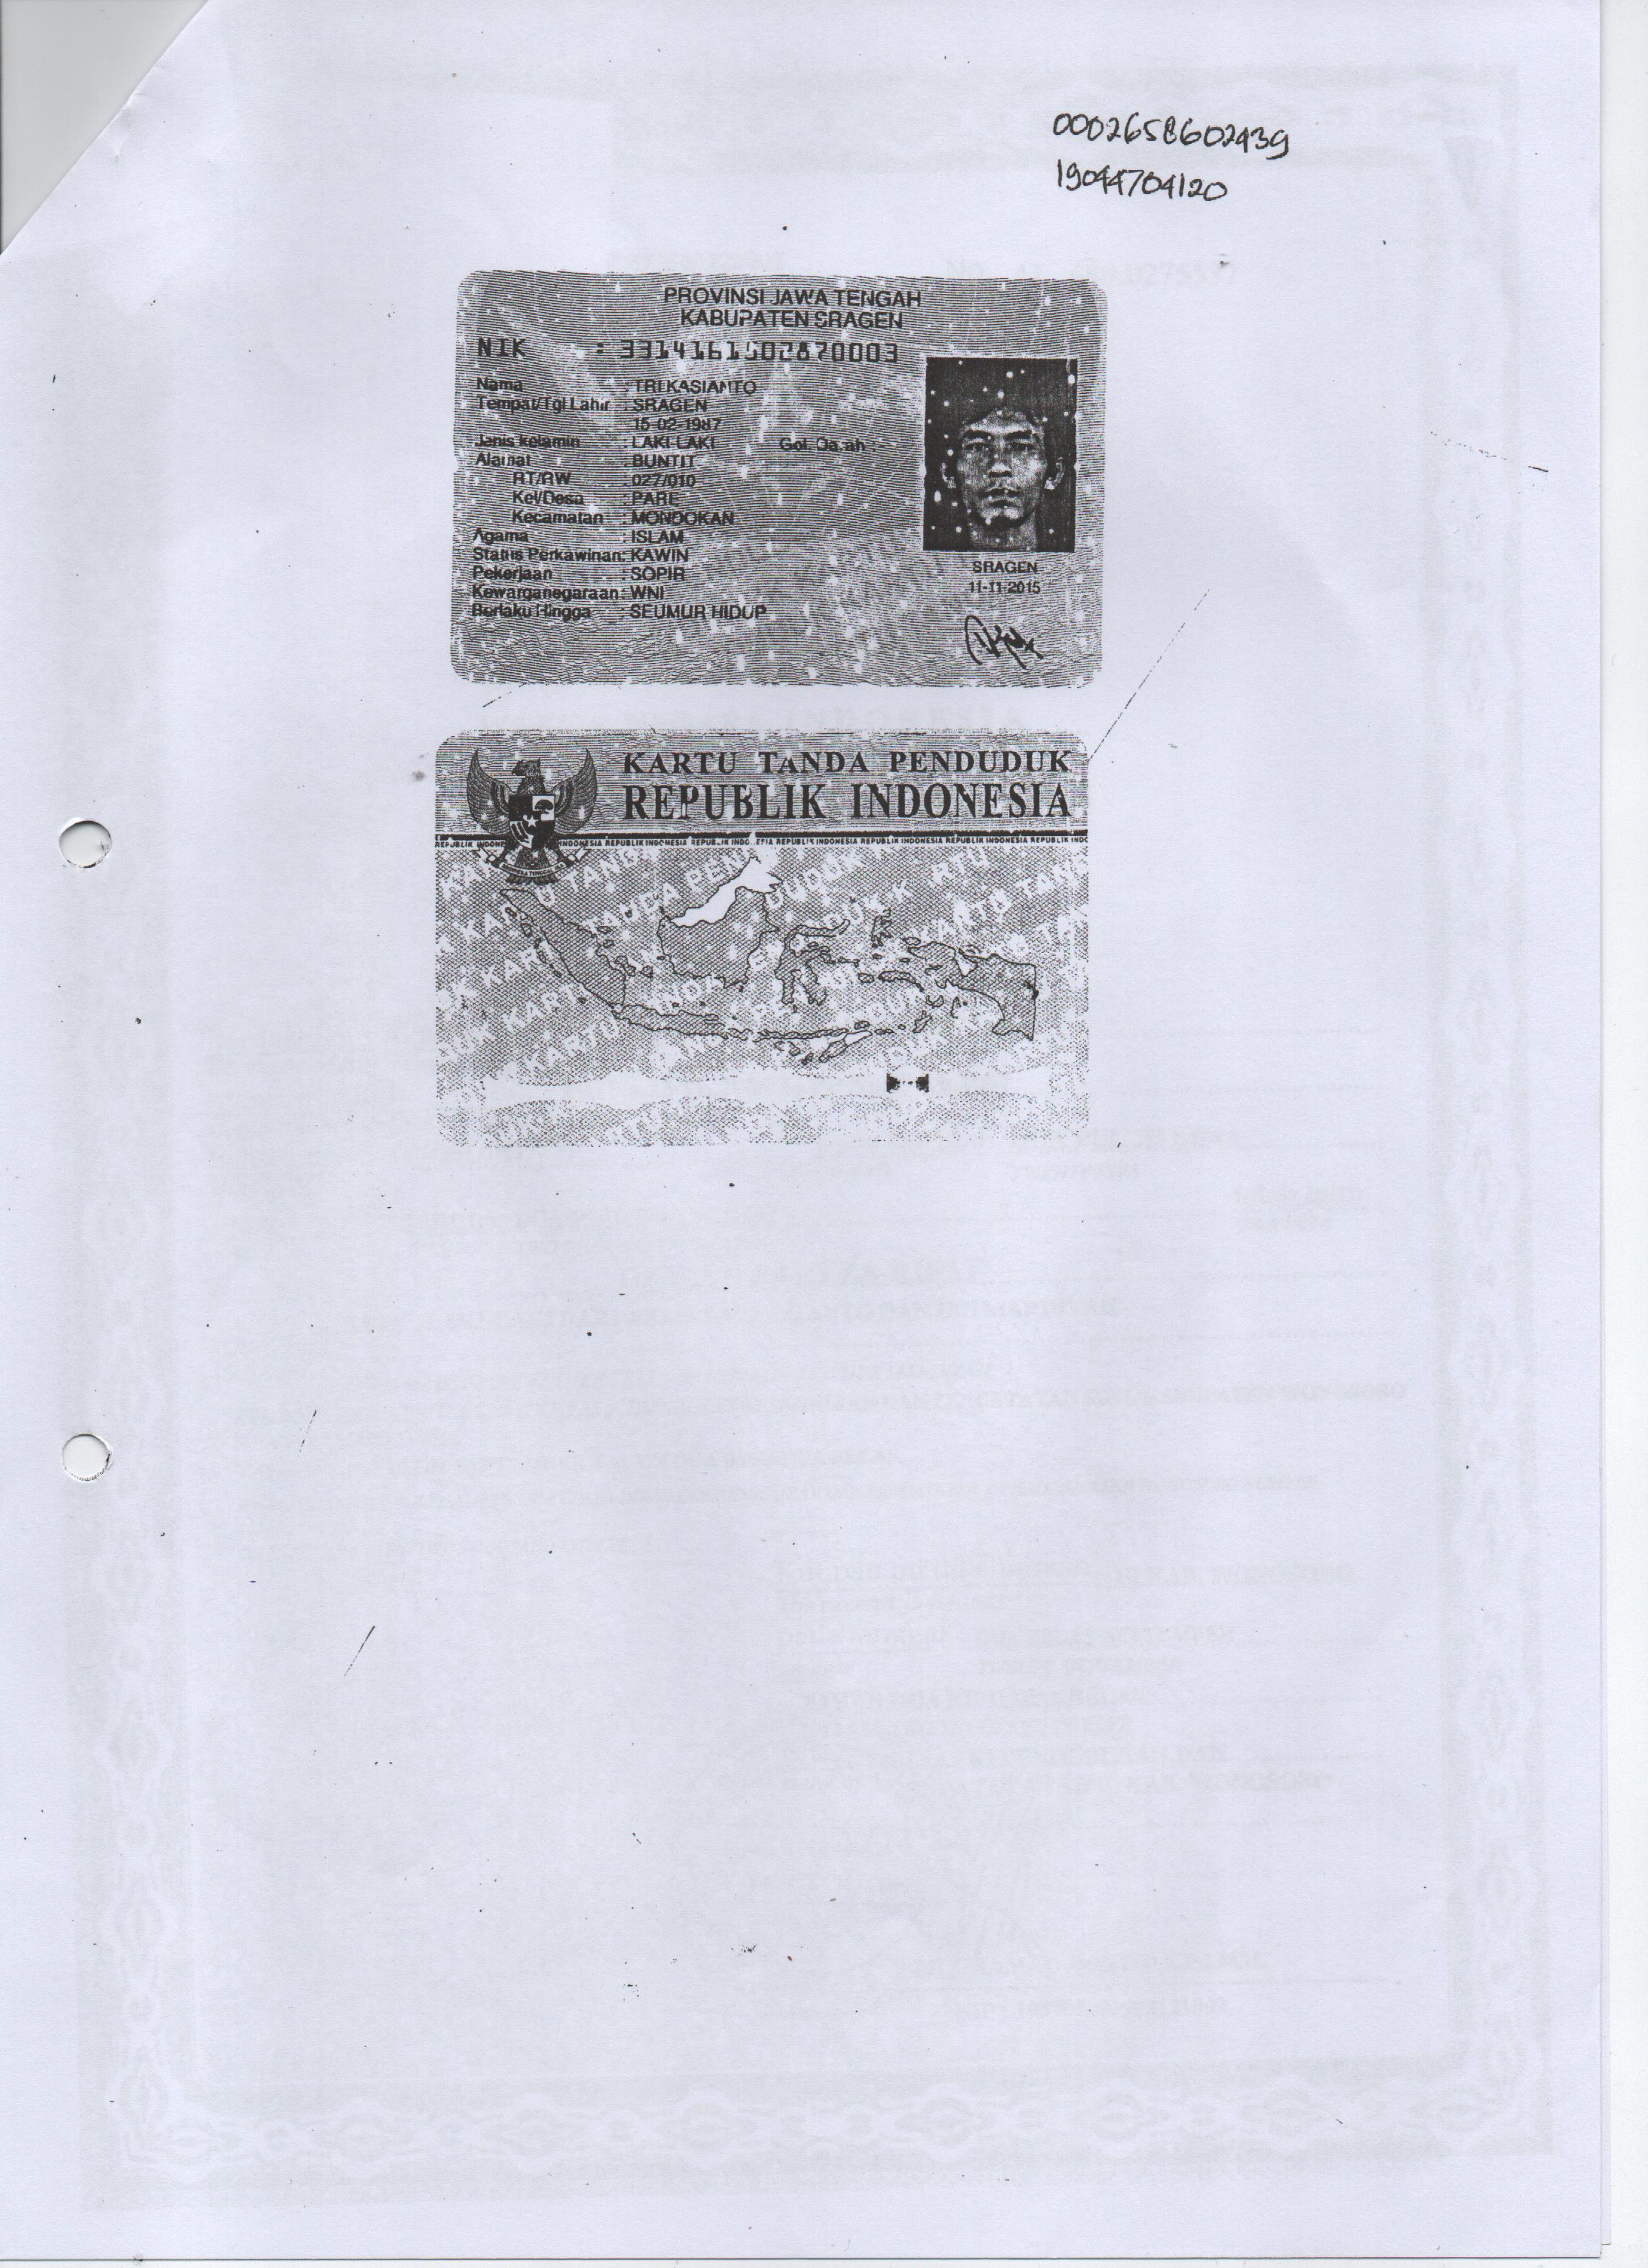 0002658602439
19044704120
PROVINSI JAWA TENGAH
KABUPATEN SRAGEN
NIK : 3314161502870003
Nama : TRI KASIANTO
Tempat/Tgl Lahir : SRAGEN
15-02-1987
Jenis kelamin : LAKI-LAKI Gol. Darah : -
Alamat : BUNTIT
RT/RW : 027/010
Kel/Desa : PARE
Kecamatan : MONDOKAN
Agama : ISLAM
Status Perkawinan: KAWIN
Pekerjaan : SOPIR
Kewarganegaraan: WNI
Berlaku Hingga : SEUMUR HIDUP
SRAGEN
11-11-2015
KARTU TANDA PENDUDUK
REPUBLIK INDONESIA